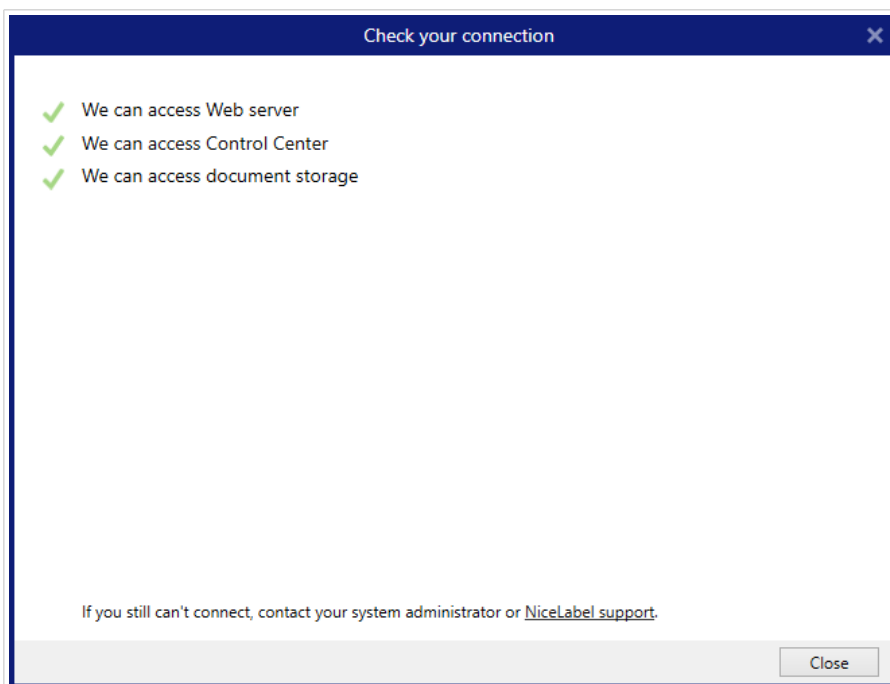 Check your connection
We can access Web server
We can access Control Center
We can access document storage
If you still can't connect, contact your system administrator or NiceLabel support.
Close